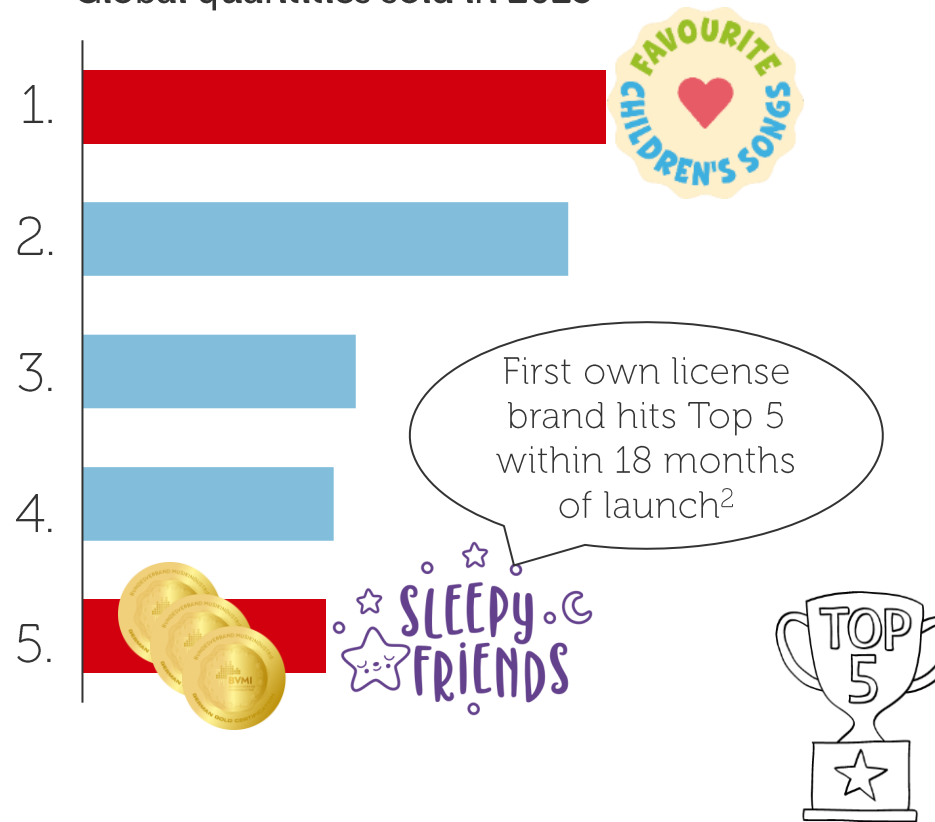 1.
FAVOURITE
CHILDREN'S SONGS
2.
3.
First own license
brand hits Top 5
within 18 months
of launch²
4.
5.
BVMI
SLEEPY
FRIENDS
TOP
5